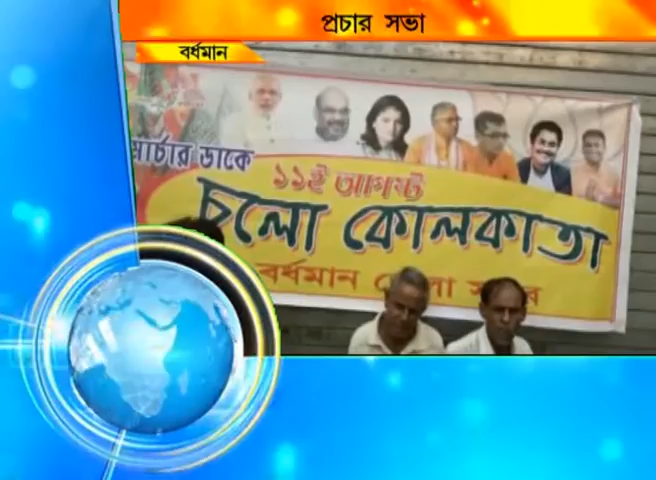 প্রচার সভা
বর্ধমান
মোর্চার ডাকে
১১ই আগস্ট
চলো কোলকাতা
বর্ধমান জেলা